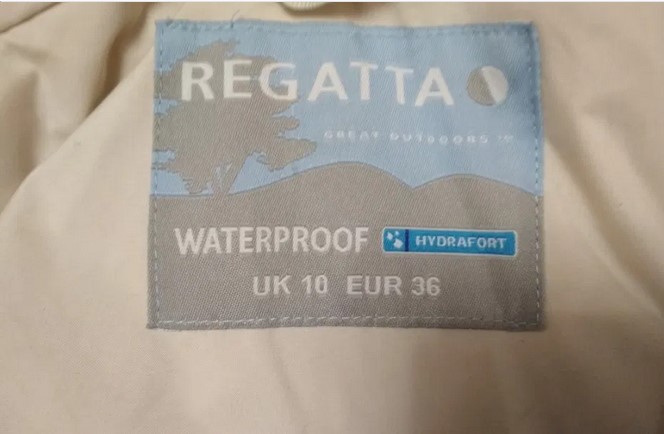 REGATTA
GREAT OUTDOORS
WATERPROOF HYDRAFORT
UK 10 EUR 36